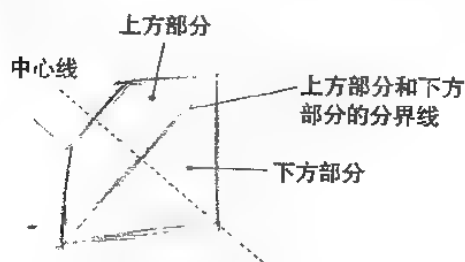 上方部分
中心线
上方部分和下方
部分的分界线
下方部分